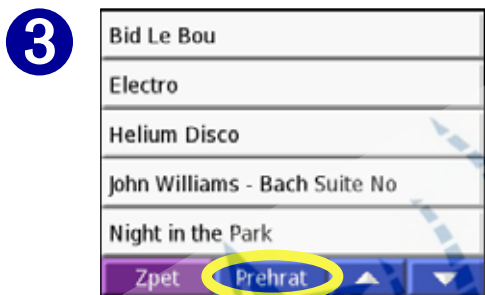 3
Bid Le Bou
Electro
Helium Disco
John Williams - Bach Suite No
Night in the Park
Zpet Prehrat